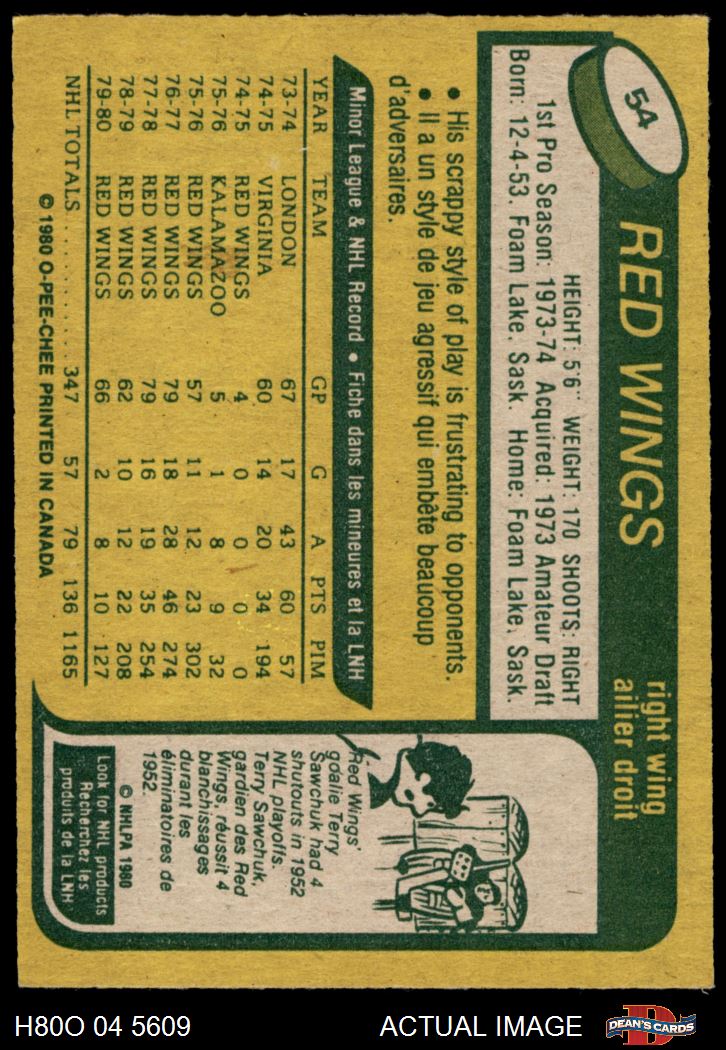 54
RED WINGS
right wing
ailier droit
HEIGHT: 5'6" WEIGHT: 170 SHOOTS: RIGHT
1st Pro Season: 1973-74 Acquired: 1973 Amateur Draft
Born: 12-4-53. Foam Lake, Sask. Home: Foam Lake, Sask.
• His scrappy style of play is frustrating to opponents.
• Il a un style de jeu agressif qui embête beaucoup
d'adversaires.
Minor League & NHL Record • Fiche dans les mineures et la LNH
YEAR TEAM GP G A PTS PIM
73-74 LONDON 67 17 43 60 57
74-75 VIRGINIA 60 14 20 34 194
74-75 RED WINGS 4 0 0 0 0
75-76 KALAMAZOO 5 1 8 9 32
75-76 RED WINGS 57 11 12 23 302
76-77 RED WINGS 79 18 28 46 274
77-78 RED WINGS 79 16 19 35 254
78-79 RED WINGS 62 10 12 22 208
79-80 RED WINGS 66 2 8 10 127
NHL TOTALS ........ 347 57 79 136 1165
© 1980 O-PEE-CHEE PRINTED IN CANADA
Red Wings'
goalie Terry
Sawchuk had 4
shutouts in 1952
NHL playoffs.
Terry Sawchuk,
gardien des Red
Wings, réussit 4
blanchissages
durant les
éliminatoires de
1952.
© NHLPA 1980
Look for NHL products
Recherchez les
produits de la LNH
H80O 04 5609
ACTUAL IMAGE
D
DEAN'S CARDS